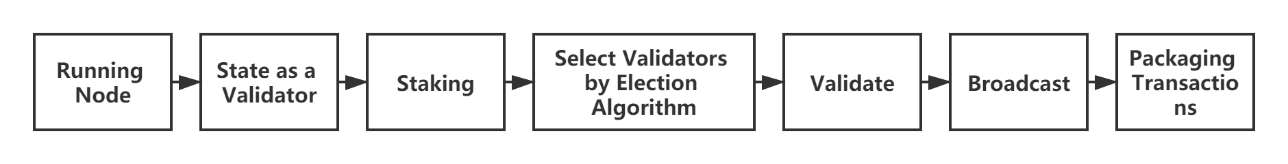 Running
Node
State as a
Validator
Staking
Select Validators
by Election
Algorithm
Validate
Broadcast
Packaging
Transactio
ns